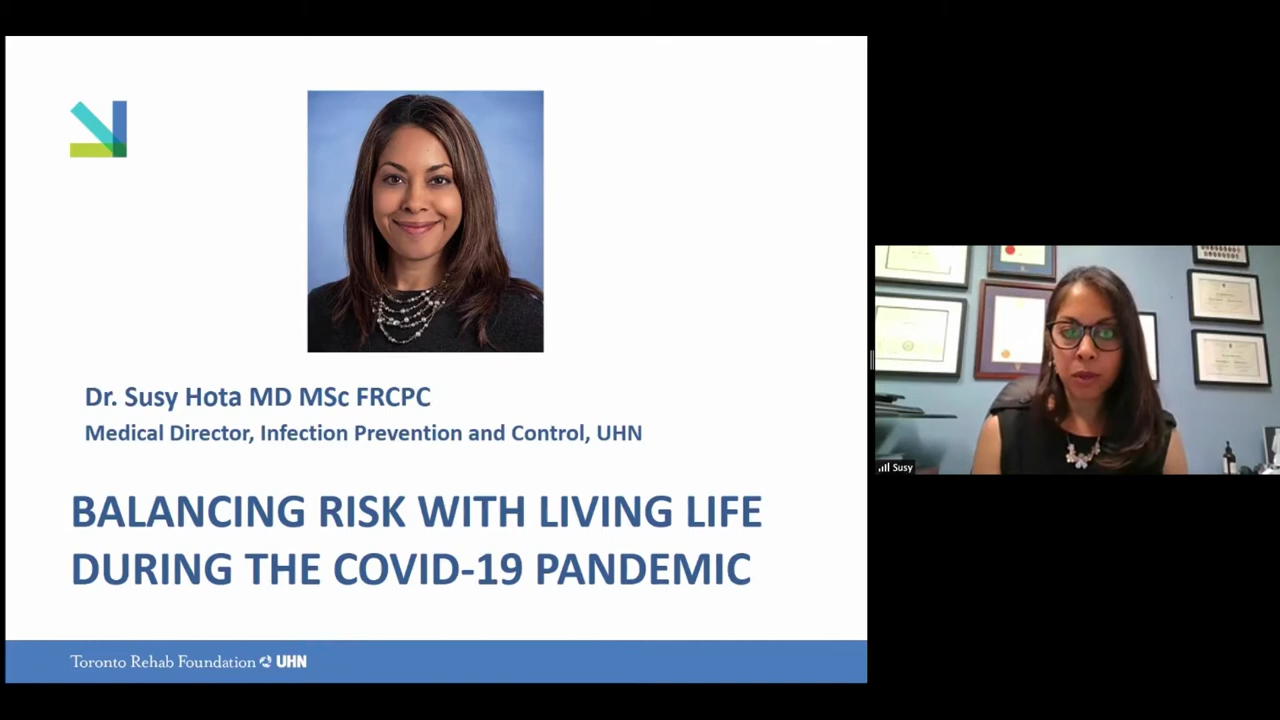 Dr. Susy Hota MD MSc FRCPC
Medical Director, Infection Prevention and Control, UHN
BALANCING RISK WITH LIVING LIFE
DURING THE COVID-19 PANDEMIC
Toronto Rehab Foundation UHN
Susy